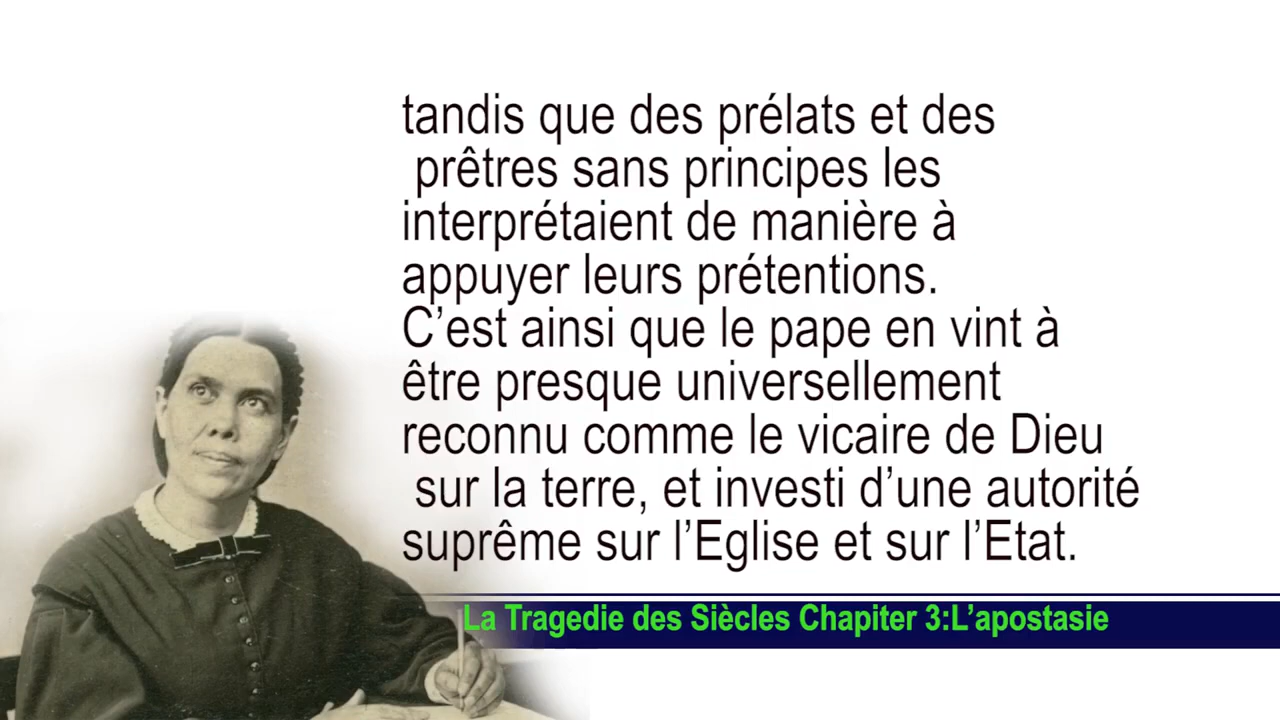 tandis que des prélats et des
prêtres sans principes les
interprétaient de manière à
appuyer leurs prétentions.
C’est ainsi que le pape en vint à
être presque universellement
reconnu comme le vicaire de Dieu
sur la terre, et investi d’une autorité
suprême sur l’Eglise et sur l’Etat.
La Tragedie des Siècles Chapiter 3:L’apostasie